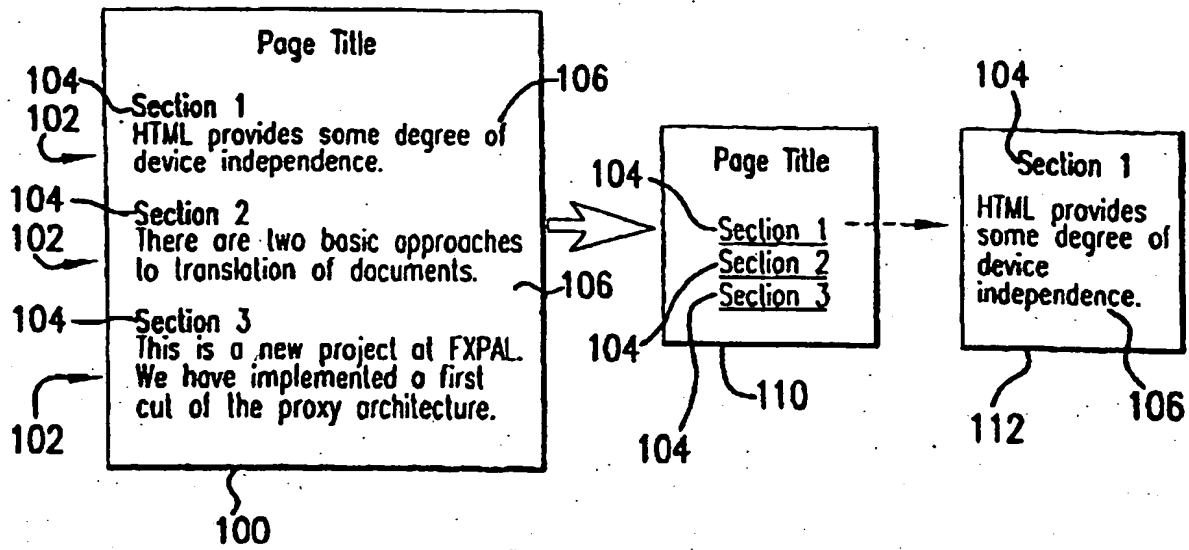 Page Title
104
Section 1
106
102
HTML provides some degree of
device independence.
104
Section 2
102
There are two basic approaches
to translation of documents.
106
104
Section 3
This is a new project at FXPAL.
We have implemented a first
cut of the proxy architecture.
102
100
Page Title
104
Section 1
Section 2
Section 3
104
104
110
104
Section 1
HTML provides
some degree of
device
independence.
106
112